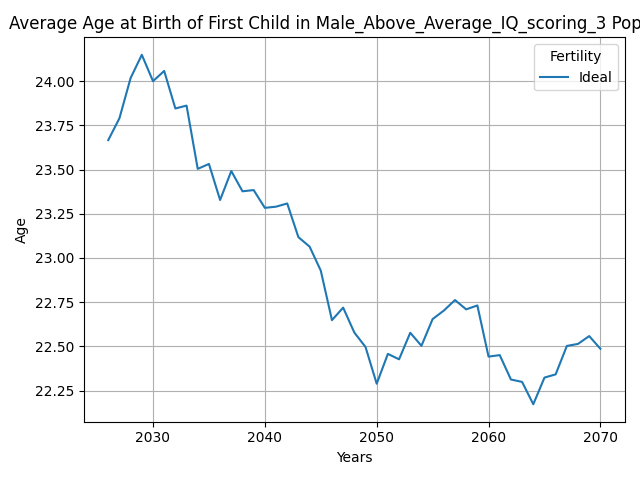 Average Age at Birth of First Child in Male_Above_Average_IQ_scoring_3 Pop
Fertility
Ideal
24.00
23.75
23.50
23.25
23.00
22.75
22.50
22.25
Age
2030 2040 2050 2060 2070
Years